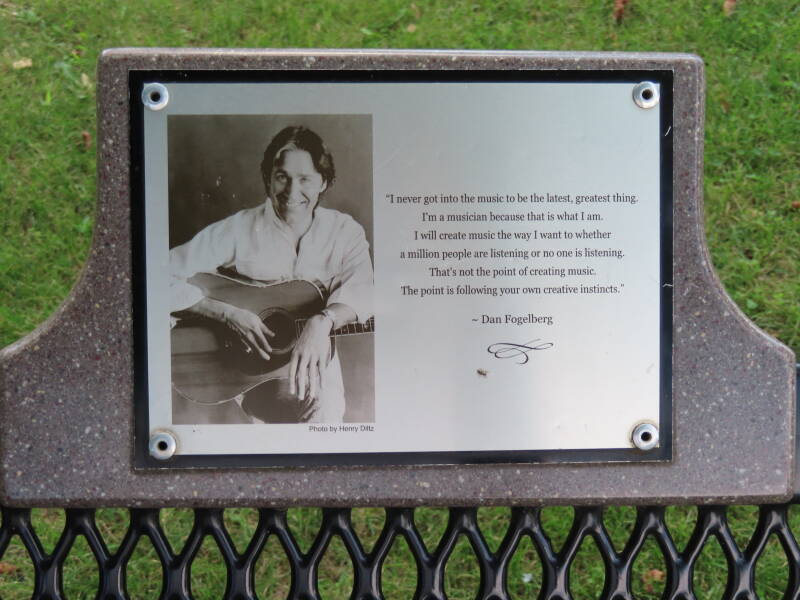 “I never got into the music to be the latest, greatest thing.
I'm a musician because that is what I am.
I will create music the way I want to whether
a million people are listening or no one is listening.
That's not the point of creating music.
The point is following your own creative instincts.”
~ Dan Fogelberg
Photo by Henry Diltz